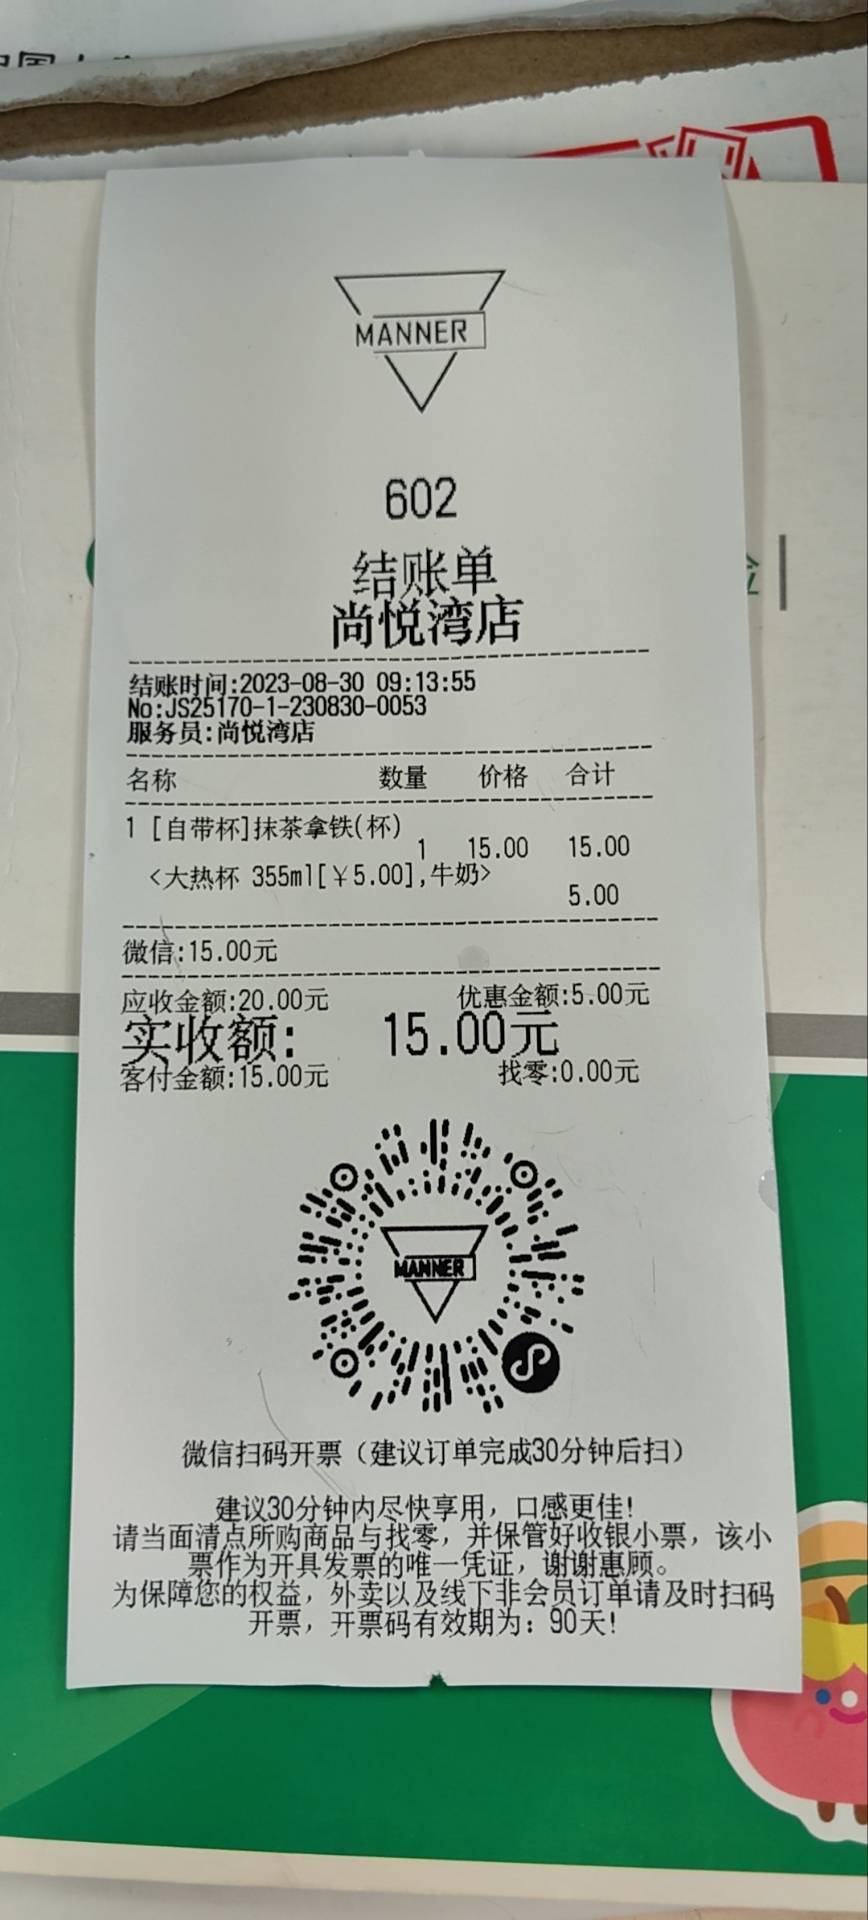 MANNER
602
结账单
尚悦湾店
结账时间:2023-08-30 09:13:55
No:JS25170-1-230830-0053
服务员:尚悦湾店
名称 数量 价格 合计
1 [自带杯]抹茶拿铁(杯)
1 15.00 15.00
<大热杯 355ml[￥5.00],牛奶>
5.00
微信:15.00元
应收金额:20.00元 优惠金额:5.00元
实收额: 15.00元
客付金额:15.00元 找零:0.00元
MANNER
微信扫码开票（建议订单完成30分钟后扫）
建议30分钟内尽快享用，口感更佳!
请当面清点所购商品与找零，并保管好收银小票，该小
票作为开具发票的唯一凭证，谢谢惠顾。
为保障您的权益，外卖以及线下非会员订单请及时扫码
开票，开票码有效期为：90天!